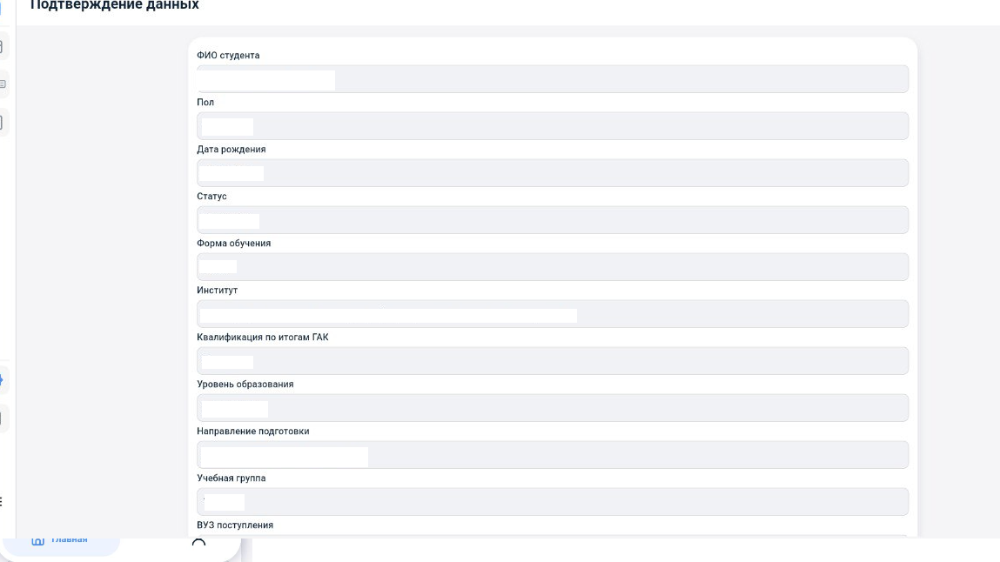 Подтверждение данных
ФИО студента
Пол
Дата рождения
Статус
Форма обучения
Институт
Квалификация по итогам ГАК
Уровень образования
Направление подготовки
Учебная группа
ВУЗ поступления
Главная